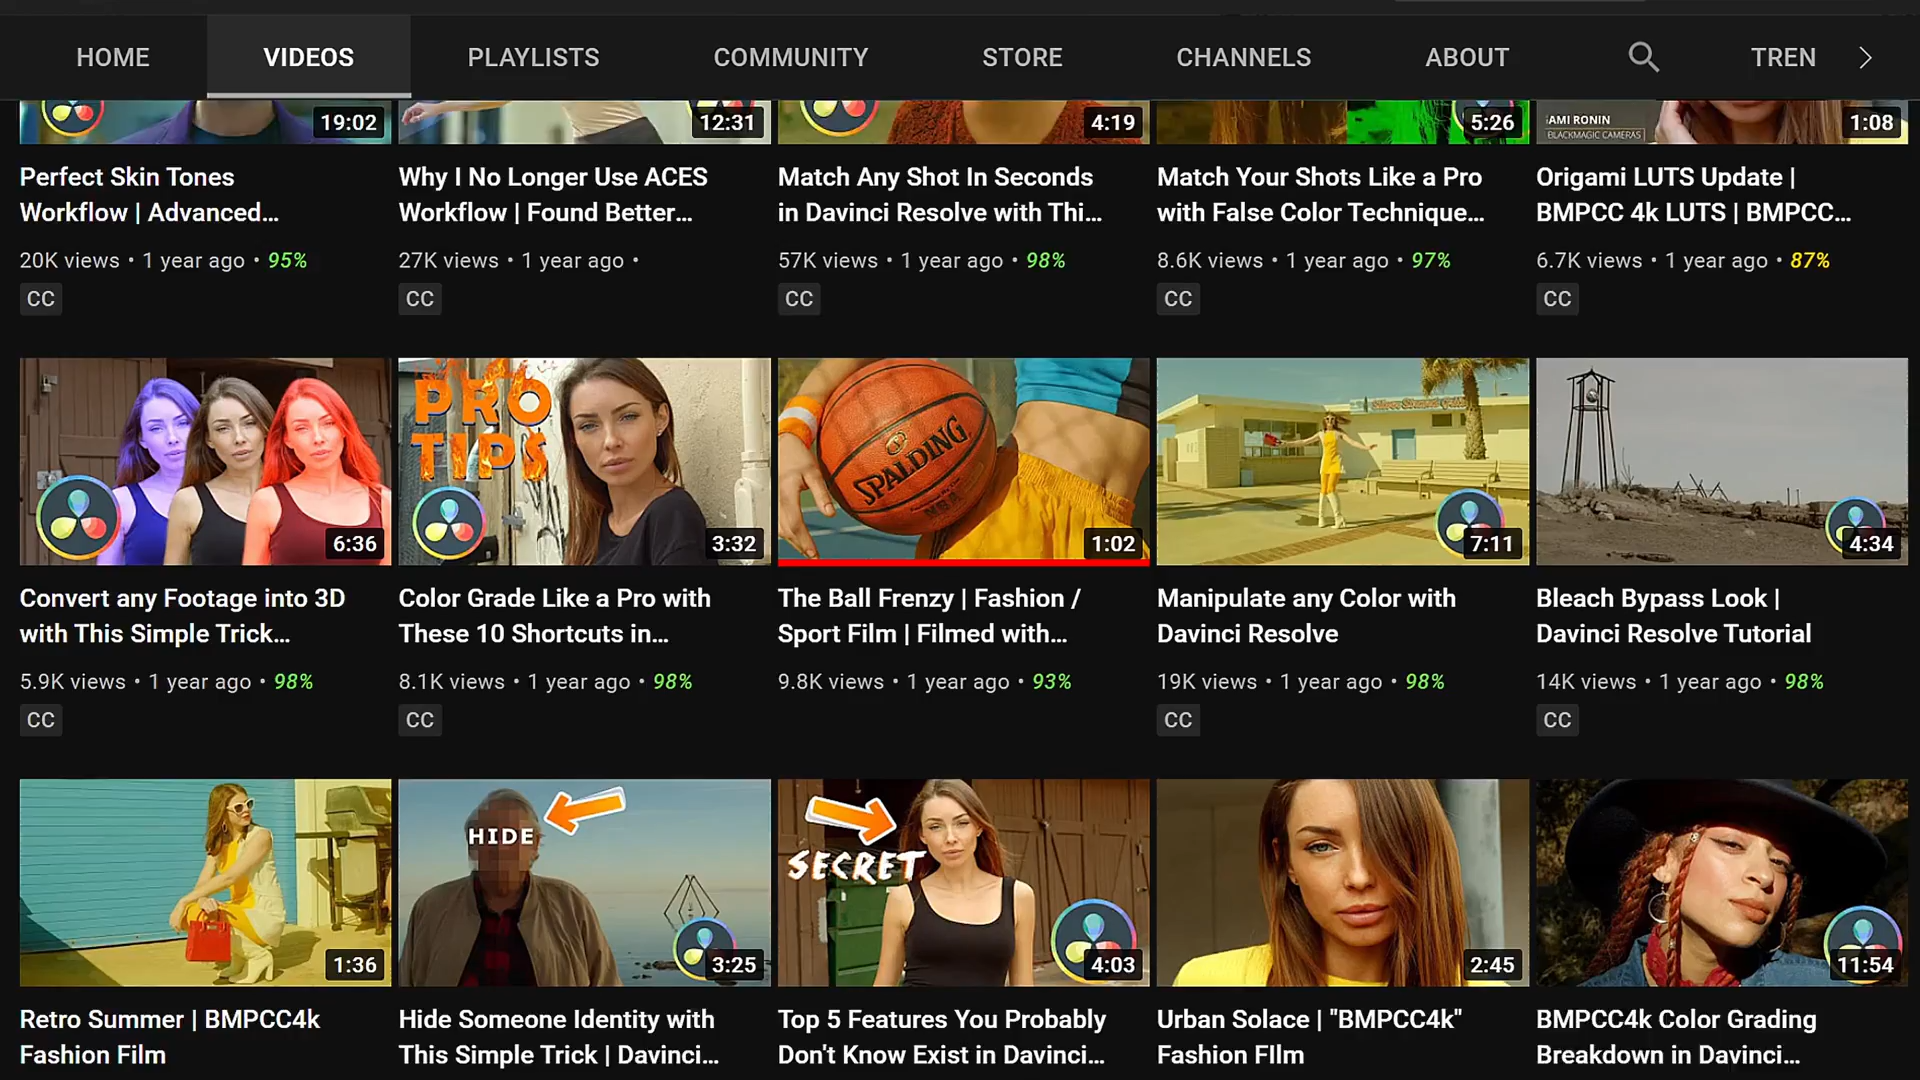 HOME VIDEOS PLAYLISTS COMMUNITY STORE CHANNELS ABOUT TREN
19:02
12:31
4:19
5:26
AMI RONIN
BLACKMAGIC CAMERAS
1:08
Perfect Skin Tones
Workflow | Advanced...
20K views • 1 year ago • 95%
CC
Why I No Longer Use ACES
Workflow | Found Better...
27K views • 1 year ago •
CC
Match Any Shot In Seconds
in Davinci Resolve with Thi...
57K views • 1 year ago • 98%
CC
Match Your Shots Like a Pro
with False Color Technique...
8.6K views • 1 year ago • 97%
CC
Origami LUTS Update |
BMPCC 4k LUTS | BMPCC...
6.7K views • 1 year ago • 87%
CC
6:36
Convert any Footage into 3D
with This Simple Trick...
5.9K views • 1 year ago • 98%
CC
PRO
TIPS
3:32
Color Grade Like a Pro with
These 10 Shortcuts in...
8.1K views • 1 year ago • 98%
CC
SPALDING
1:02
The Ball Frenzy | Fashion /
Sport Film | Filmed with...
9.8K views • 1 year ago • 93%
7:11
Manipulate any Color with
Davinci Resolve
19K views • 1 year ago • 98%
CC
4:34
Bleach Bypass Look |
Davinci Resolve Tutorial
14K views • 1 year ago • 98%
CC
1:36
Retro Summer | BMPCC4k
Fashion Film
HIDE
3:25
Hide Someone Identity with
This Simple Trick | Davinci...
SECRET
4:03
Top 5 Features You Probably
Don't Know Exist in Davinci...
2:45
Urban Solace | "BMPCC4k"
Fashion FIlm
11:54
BMPCC4k Color Grading
Breakdown in Davinci...